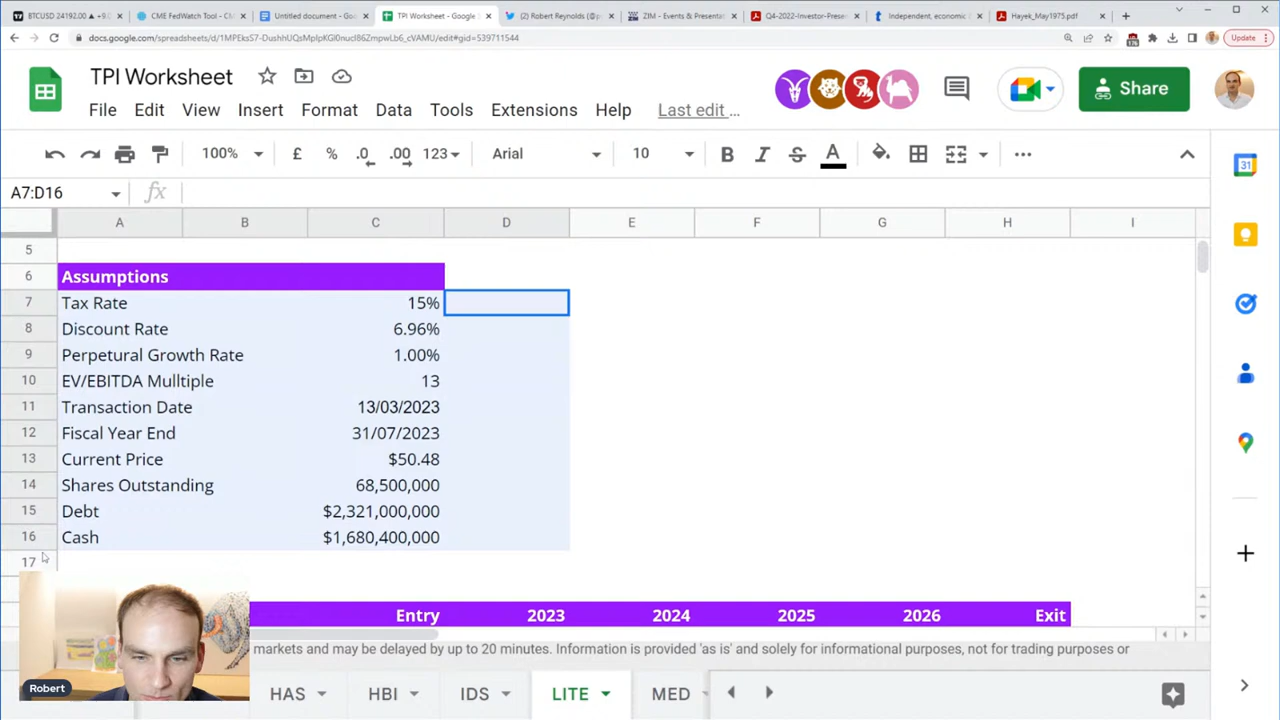 BTCUSD 24192.00 ▲ +9.0
CME FedWatch Tool - CME
Untitled document - Google
TPI Worksheet - Google S
(2) Robert Reynolds (@p
ZIM - Events & Presentat
Q4-2022-Investor-Prese
Independent, economic
Hayek_May1975.pdf
docs.google.com/spreadsheets/d/
/edit#gid=539711544
Update
TPI Worksheet
File Edit View Insert Format Data Tools Extensions Help Last edit ...
Share
100% £ % .0 .00 123 Arial 10 B I S A
A7:D16 fx
31
A B C D E F G H I
5
6 Assumptions
7 Tax Rate 15%
8 Discount Rate 6.96%
9 Perpetural Growth Rate 1.00%
10 EV/EBITDA Mulltiple 13
11 Transaction Date 13/03/2023
12 Fiscal Year End 31/07/2023
13 Current Price $50.48
14 Shares Outstanding 68,500,000
15 Debt $2,321,000,000
16 Cash $1,680,400,000
17
Entry 2023 2024 2025 2026 Exit
markets and may be delayed by up to 20 minutes. Information is provided 'as is' and solely for informational purposes, not for trading purposes or
Robert
HAS HBI IDS LITE MED